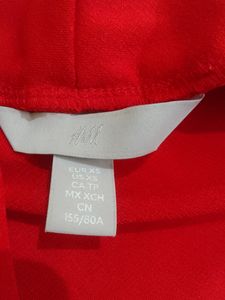 H&M
EUR XS
US XS
CA TP
MX XCH
CN
155/80A